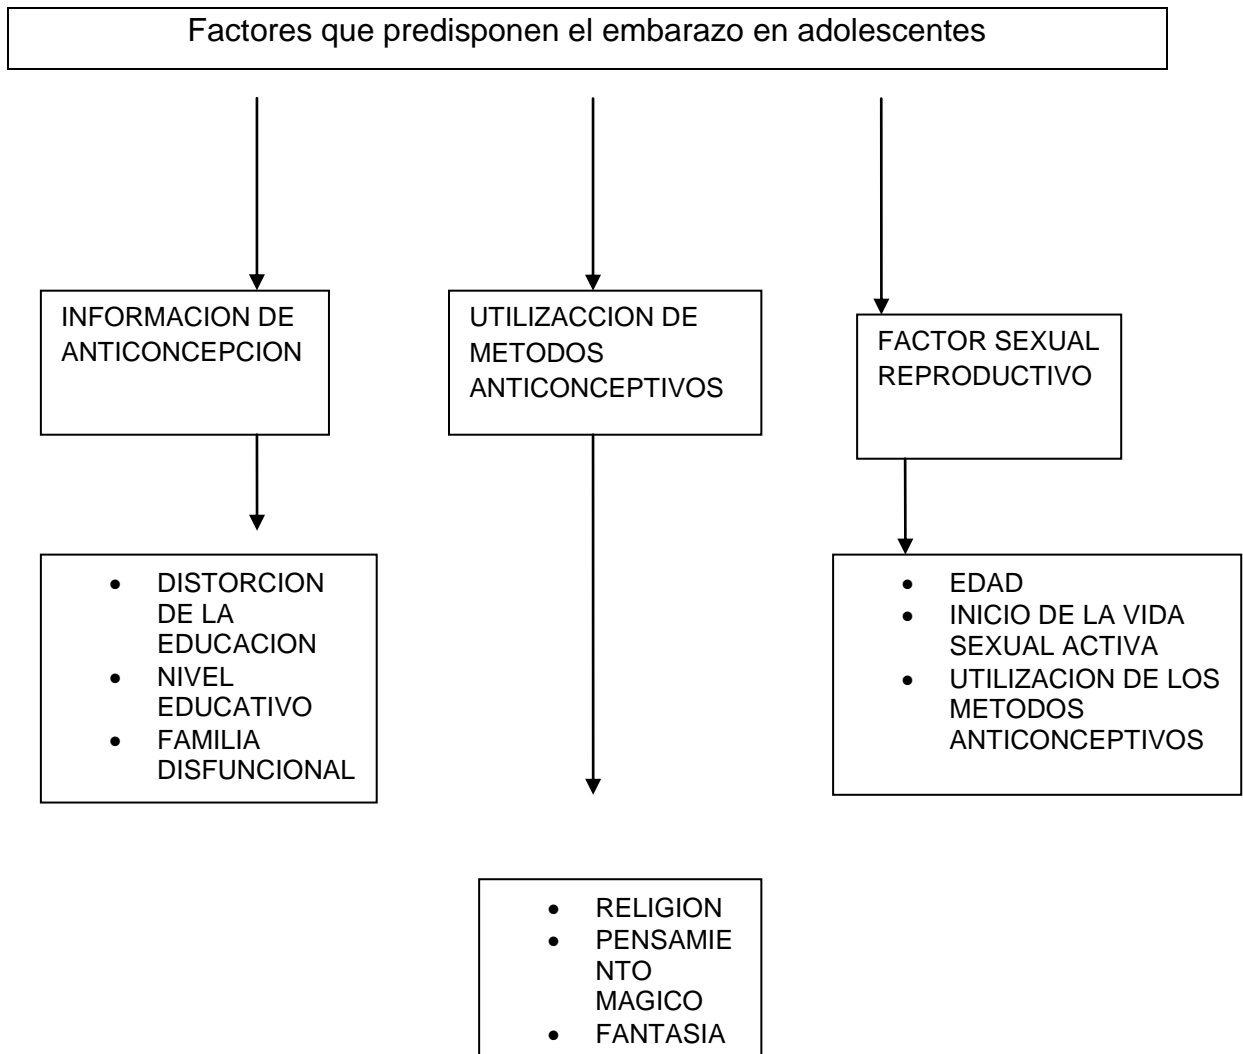 Factores que predisponen el embarazo en adolescentes
INFORMACION DE
ANTICONCEPCION
UTILIZACCION DE
METODOS
ANTICONCEPTIVOS
FACTOR SEXUAL
REPRODUCTIVO
• DISTORCION
DE LA
EDUCACION
• NIVEL
EDUCATIVO
• FAMILIA
DISFUNCIONAL
• EDAD
• INICIO DE LA VIDA
SEXUAL ACTIVA
• UTILIZACION DE LOS
METODOS
ANTICONCEPTIVOS
• RELIGION
• PENSAMIE
NTO
MAGICO
• FANTASIA